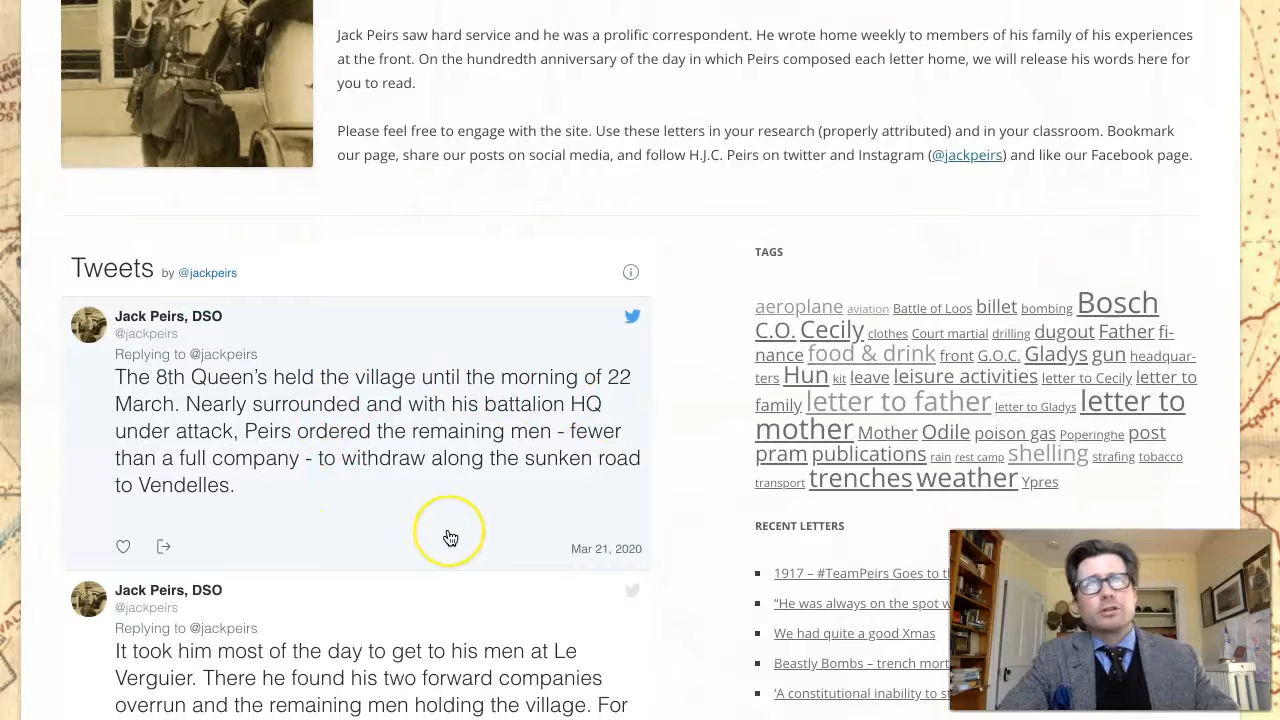 Jack Peirs saw hard service and he was a prolific correspondent. He wrote home weekly to members of his family of his experiences
at the front. On the hundredth anniversary of the day in which Peirs composed each letter home, we will release his words here for
you to read.
Please feel free to engage with the site. Use these letters in your research (properly attributed) and in your classroom. Bookmark
our page, share our posts on social media, and follow H.J.C. Peirs on twitter and Instagram (@jackpeirs) and like our Facebook page.
Tweets by @jackpeirs
Jack Peirs, DSO
@jackpeirs
Replying to @jackpeirs
The 8th Queen’s held the village until the morning of 22
March. Nearly surrounded and with his battalion HQ
under attack, Peirs ordered the remaining men - fewer
than a full company - to withdraw along the sunken road
to Vendelles.
Mar 21, 2020
Jack Peirs, DSO
@jackpeirs
Replying to @jackpeirs
It took him most of the day to get to his men at Le
Verguier. There he found his two forward companies
overrun and the remaining men holding the village. For
TAGS
aeroplane aviation Battle of Loos billet bombing Bosch
C.O. Cecily clothes Court martial drilling dugout Father fi-
nance food & drink front G.O.C. Gladys gun headquar-
ters Hun kit leave leisure activities letter to Cecily letter to
family letter to father letter to Gladys letter to
mother Mother Odile poison gas Poperinghe post
pram publications rain rest camp shelling strafing tobacco
transport trenches weather Ypres
RECENT LETTERS
1917 – #TeamPeirs Goes to
“He was always on the spot
We had quite a good Xmas
Beastly Bombs – trench
‘A constitutional inability to